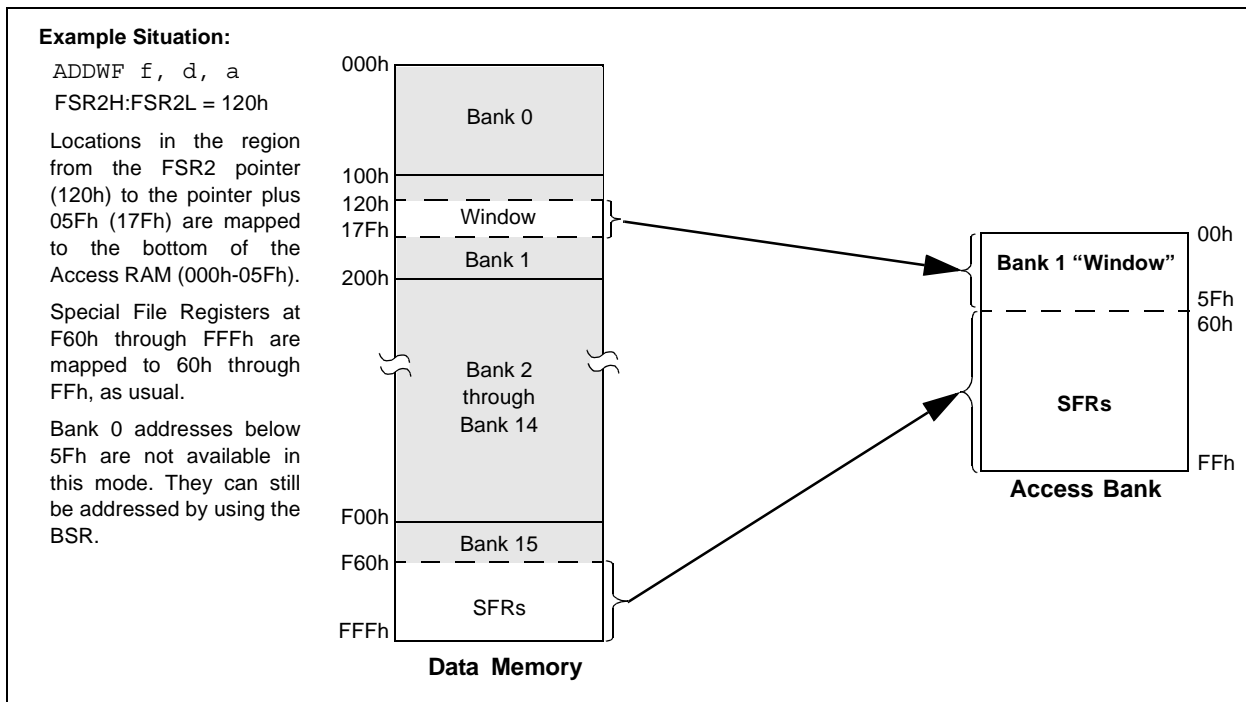 Example Situation:
ADDWF f, d, a
FSR2H:FSR2L = 120h
Locations in the region
from the FSR2 pointer
(120h) to the pointer plus
05Fh (17Fh) are mapped
to the bottom of the
Access RAM (000h-05Fh).
Special File Registers at
F60h through FFFh are
mapped to 60h through
FFh, as usual.
Bank 0 addresses below
5Fh are not available in
this mode. They can still
be addressed by using the
BSR.
000h
Bank 0
100h
120h
Window
17Fh
Bank 1
200h
Bank 2
through
Bank 14
F00h
Bank 15
F60h
SFRs
FFFh
Data Memory
00h
Bank 1 “Window”
5Fh
60h
SFRs
FFh
Access Bank